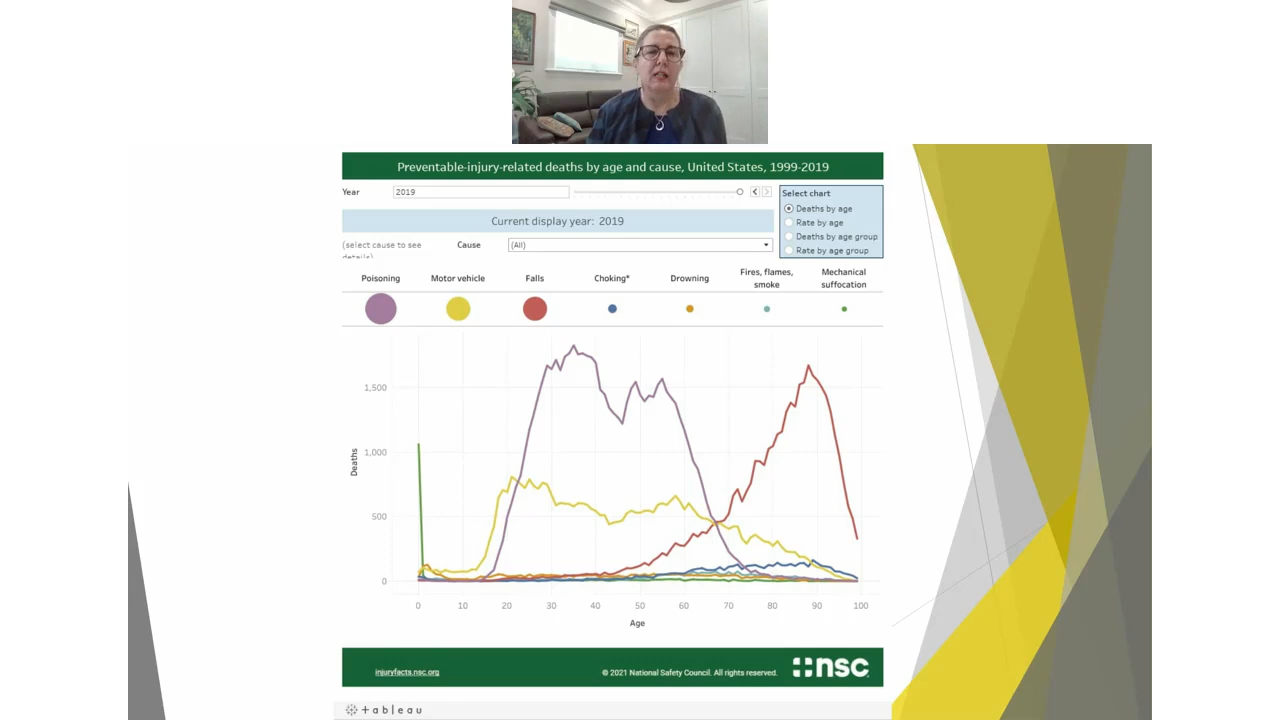 Preventable-injury-related deaths by age and cause, United States, 1999-2019
Year 2019
Select chart
Deaths by age
Rate by age
Deaths by age group
Rate by age group
Current display year: 2019
(select cause to see details)
Cause (All)
Poisoning Motor vehicle Falls Choking* Drowning Fires, flames, smoke Mechanical suffocation
1,500
1,000
500
0
Deaths
0 10 20 30 40 50 60 70 80 90 100
Age
injuryfacts.nsc.org © 2021 National Safety Council. All rights reserved. nsc
+ a b l e a u